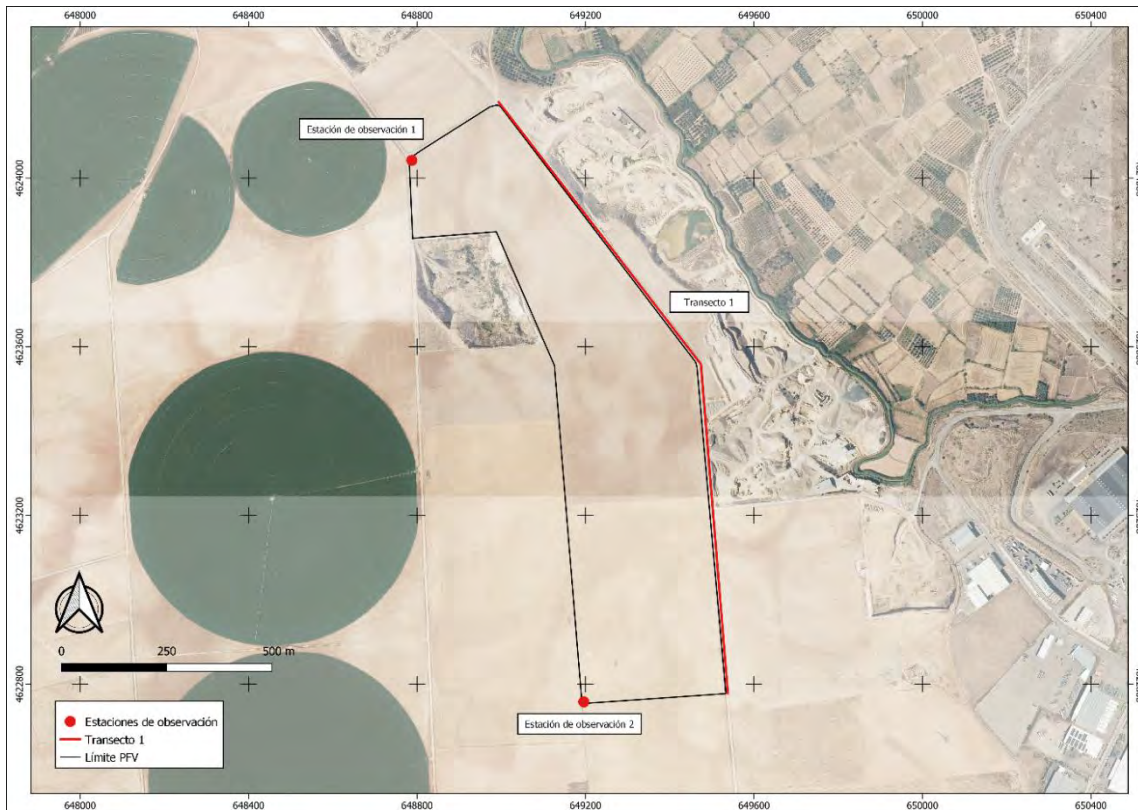 648000 648400 648800 649200 649600 650000 650400
Estación de observación 1
4624000
Transecto 1
4623600
4623200
0 250 500 m
4622800
Estación de observación 2
Estaciones de observación
Transecto 1
Límite PFV
648000 648400 648800 649200 649600 650000 650400